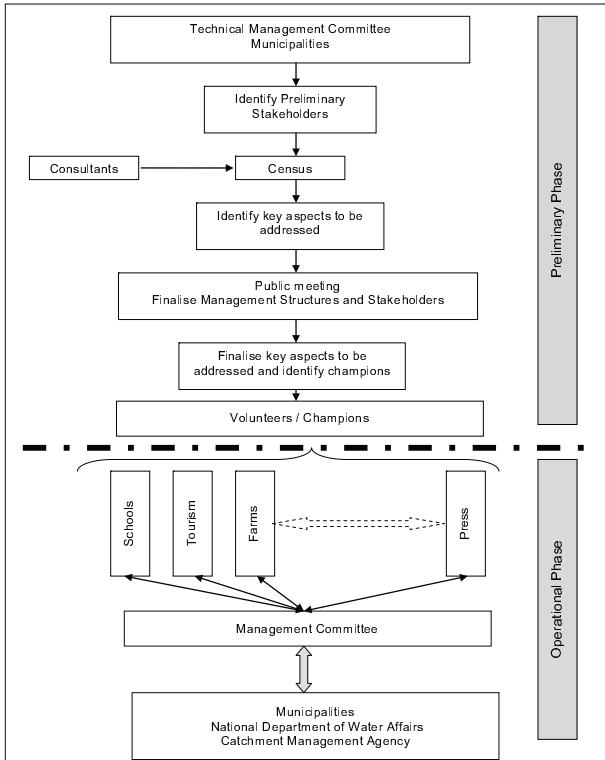 Technical Management Committee
Municipalities
Identify Preliminary
Stakeholders
Consultants
Census
Identify key aspects to be
addressed
Public meeting
Finalise Management Structures and Stakeholders
Finalise key aspects to be
addressed and identify champions
Volunteers / Champions
Preliminary Phase
Schools
Tourism
Farms
Press
Management Committee
Municipalities
National Department of Water Affairs
Catchment Management Agency
Operational Phase